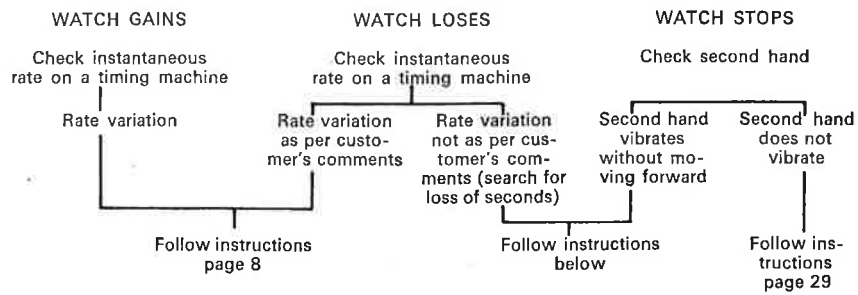 WATCH GAINS
Check instantaneous
rate on a timing machine
Rate variation
WATCH LOSES
Check instantaneous
rate on a timing machine
Rate variation
as per custo-
mer's comments
Rate variation
not as per cus-
tomer's com-
ments (search for
loss of seconds)
WATCH STOPS
Check second hand
Second hand
vibrates
without mo-
ving forward
Second hand
does not
vibrate
Follow instructions
page 8
Follow instructions
below
Follow ins-
tructions
page 29